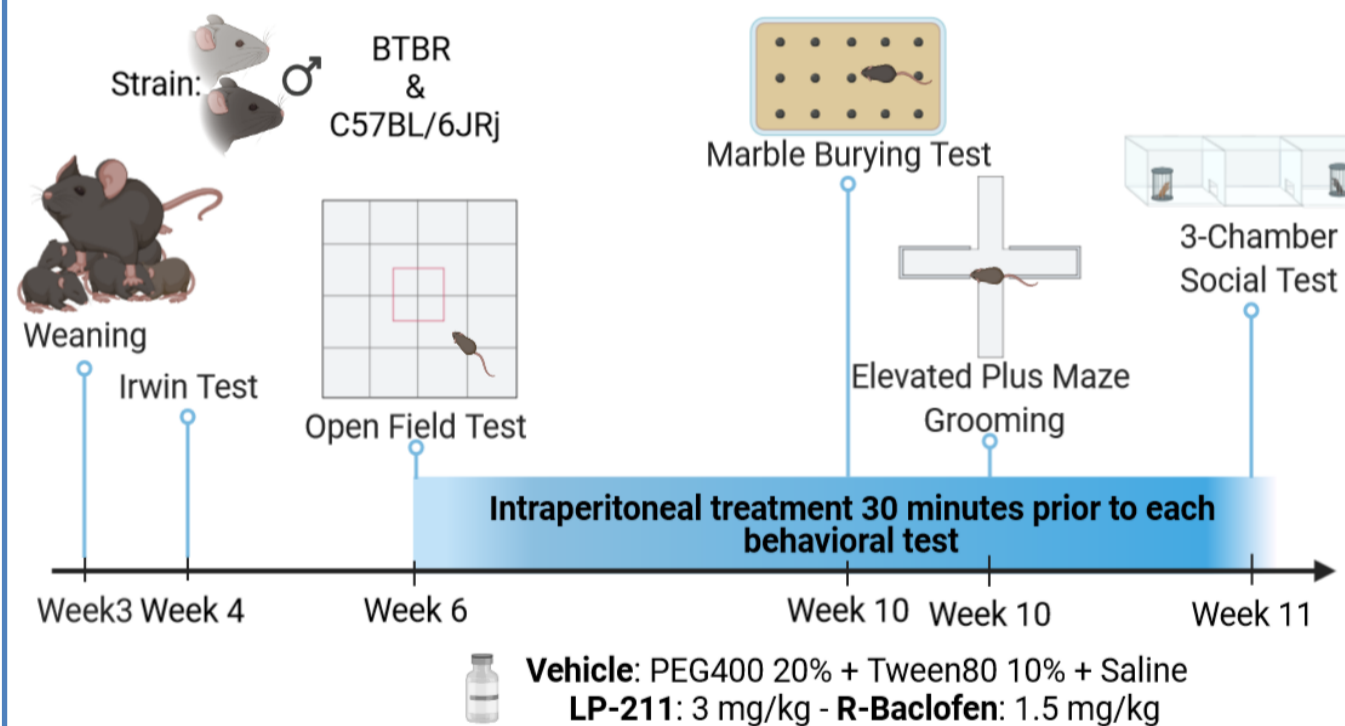 Strain:
BTBR
&
C57BL/6JRj
Marble Burying Test
3-Chamber
Social Test
Weaning
Irwin Test
Open Field Test
Elevated Plus Maze
Grooming
Intraperitoneal treatment 30 minutes prior to each
behavioral test
Week3 Week 4 Week 6 Week 10 Week 10 Week 11
Vehicle: PEG400 20% + Tween80 10% + Saline
LP-211: 3 mg/kg - R-Baclofen: 1.5 mg/kg